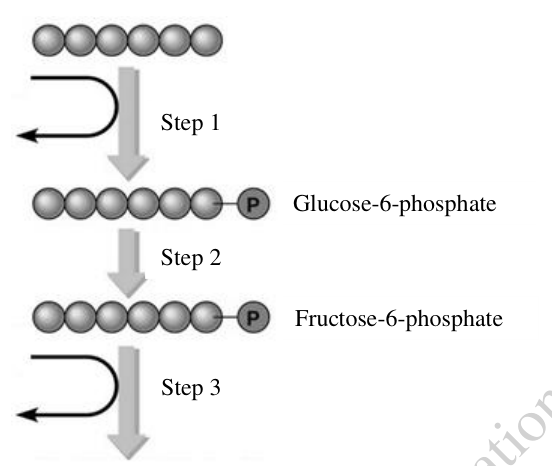 Step 1
P
Glucose-6-phosphate
Step 2
P
Fructose-6-phosphate
Step 3